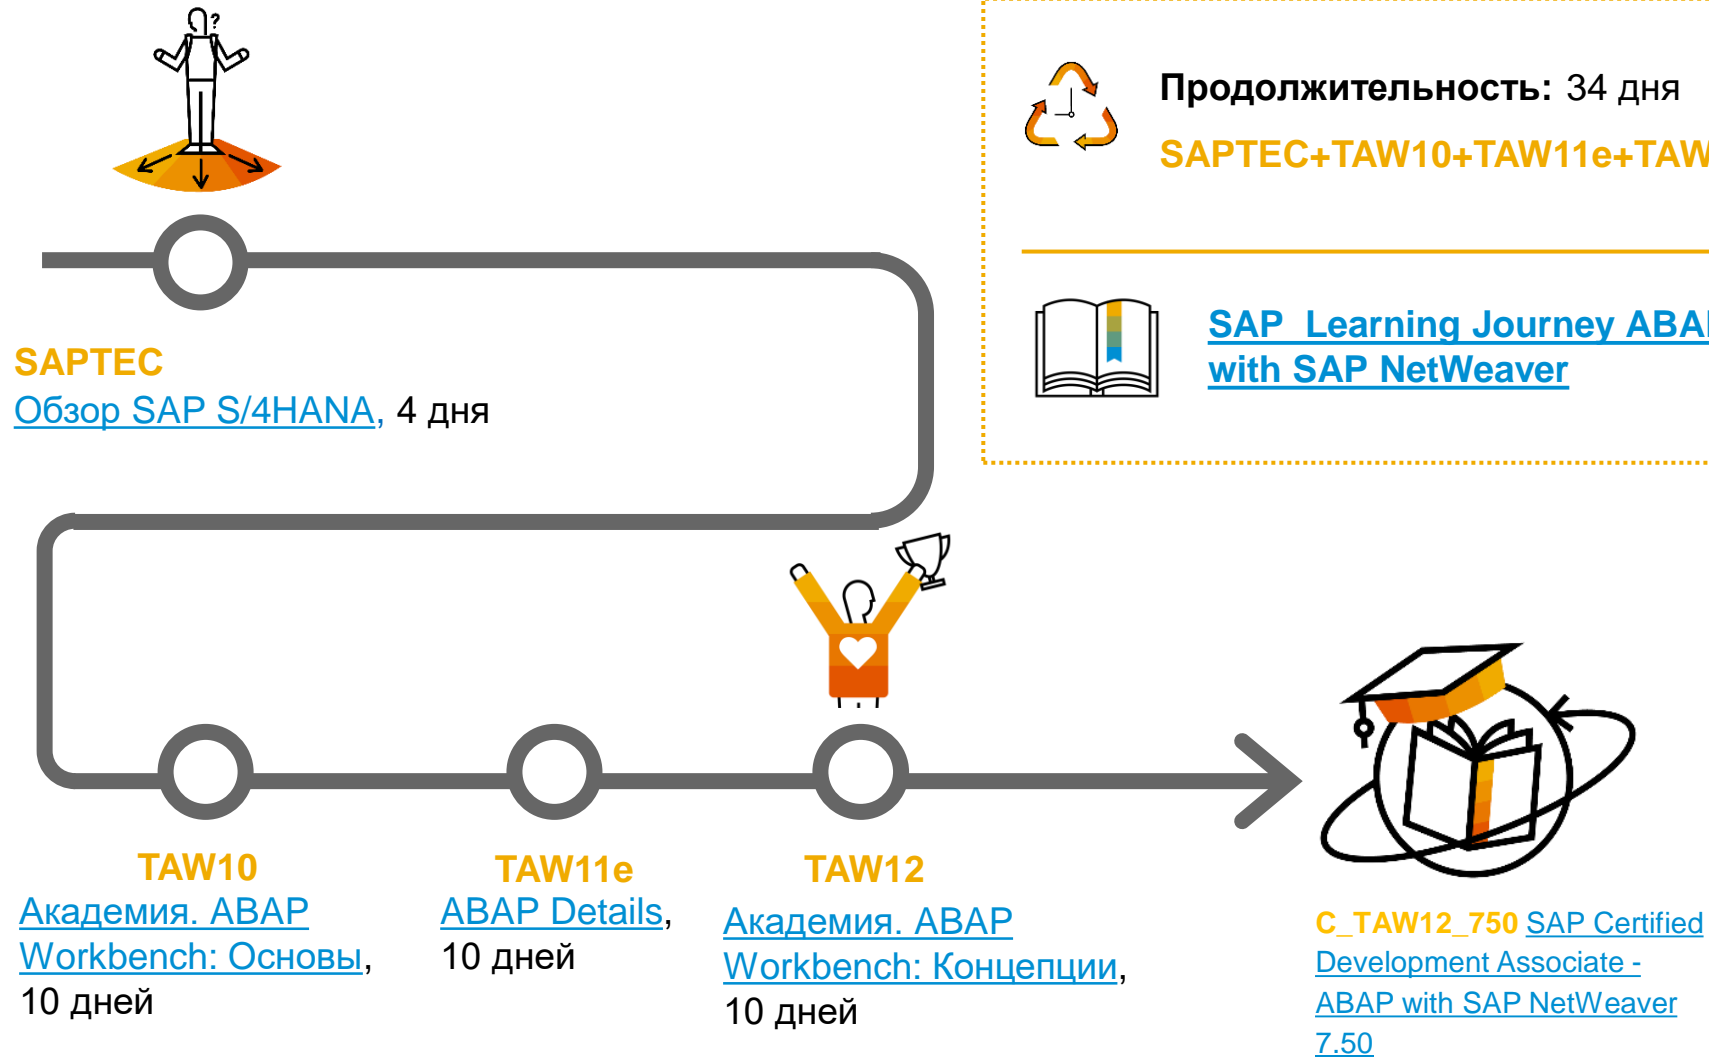 ?
Продолжительность: 34 дня
SAPTEC+TAW10+TAW11e+TAW
SAP Learning Journey ABAP
with SAP NetWeaver
SAPTEC
Обзор SAP S/4HANA, 4 дня
TAW10
Академия. ABAP
Workbench: Основы,
10 дней
TAW11e
ABAP Details,
10 дней
TAW12
Академия. ABAP
Workbench: Концепции,
10 дней
C_TAW12_750 SAP Certified
Development Associate -
ABAP with SAP NetWeaver
7.50